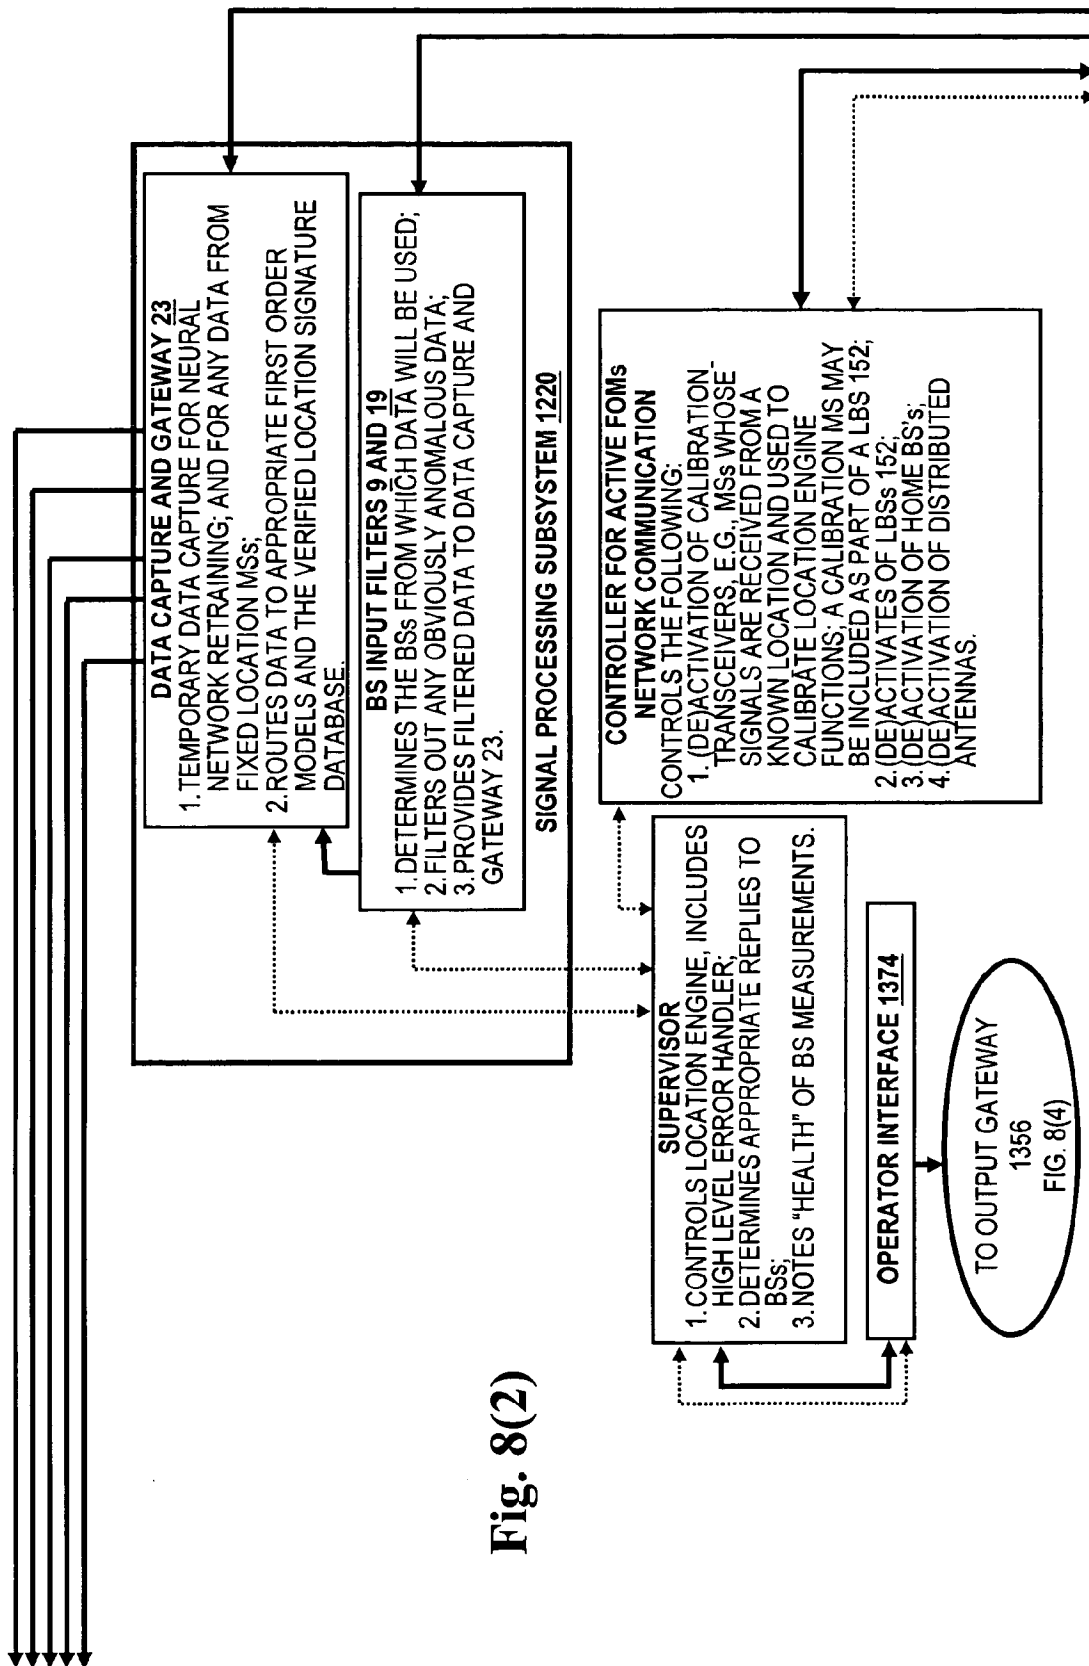 DATA CAPTURE AND GATEWAY 23
1. TEMPORARY DATA CAPTURE FOR NEURAL
NETWORK RETRAINING; AND FOR ANY DATA FROM
FIXED LOCATION MSs;
2. ROUTES DATA TO APPROPRIATE FIRST ORDER
MODELS AND THE VERIFIED LOCATION SIGNATURE
DATABASE.
BS INPUT FILTERS 9 AND 19
1. DETERMINES THE BSs FROM WHICH DATA WILL BE USED;
2. FILTERS OUT ANY OBVIOUSLY ANOMALOUS DATA;
3. PROVIDES FILTERED DATA TO DATA CAPTURE AND
GATEWAY 23.
SIGNAL PROCESSING SUBSYSTEM 1220
CONTROLLER FOR ACTIVE FOMs
NETWORK COMMUNICATION
CONTROLS THE FOLLOWING:
1. (DE)ACTIVATION OF CALIBRATION
TRANSCEIVERS, E.G., MSs WHOSE
SIGNALS ARE RECEIVED FROM A
KNOWN LOCATION AND USED TO
CALIBRATE LOCATION ENGINE
FUNCTIONS; A CALIBRATION MS MAY
BE INCLUDED AS PART OF A LBS 152;
2. (DE)ACTIVATES OF LBSs 152;
3. (DE)ACTIVATION OF HOME BS's;
4. (DE)ACTIVATION OF DISTRIBUTED
ANTENNAS.
SUPERVISOR
1. CONTROLS LOCATION ENGINE, INCLUDES
HIGH LEVEL ERROR HANDLER;
2. DETERMINES APPROPRIATE REPLIES TO
BSs;
3. NOTES "HEALTH" OF BS MEASUREMENTS.
OPERATOR INTERFACE 1374
TO OUTPUT GATEWAY
1356
FIG. 8(4)
Fig. 8(2)